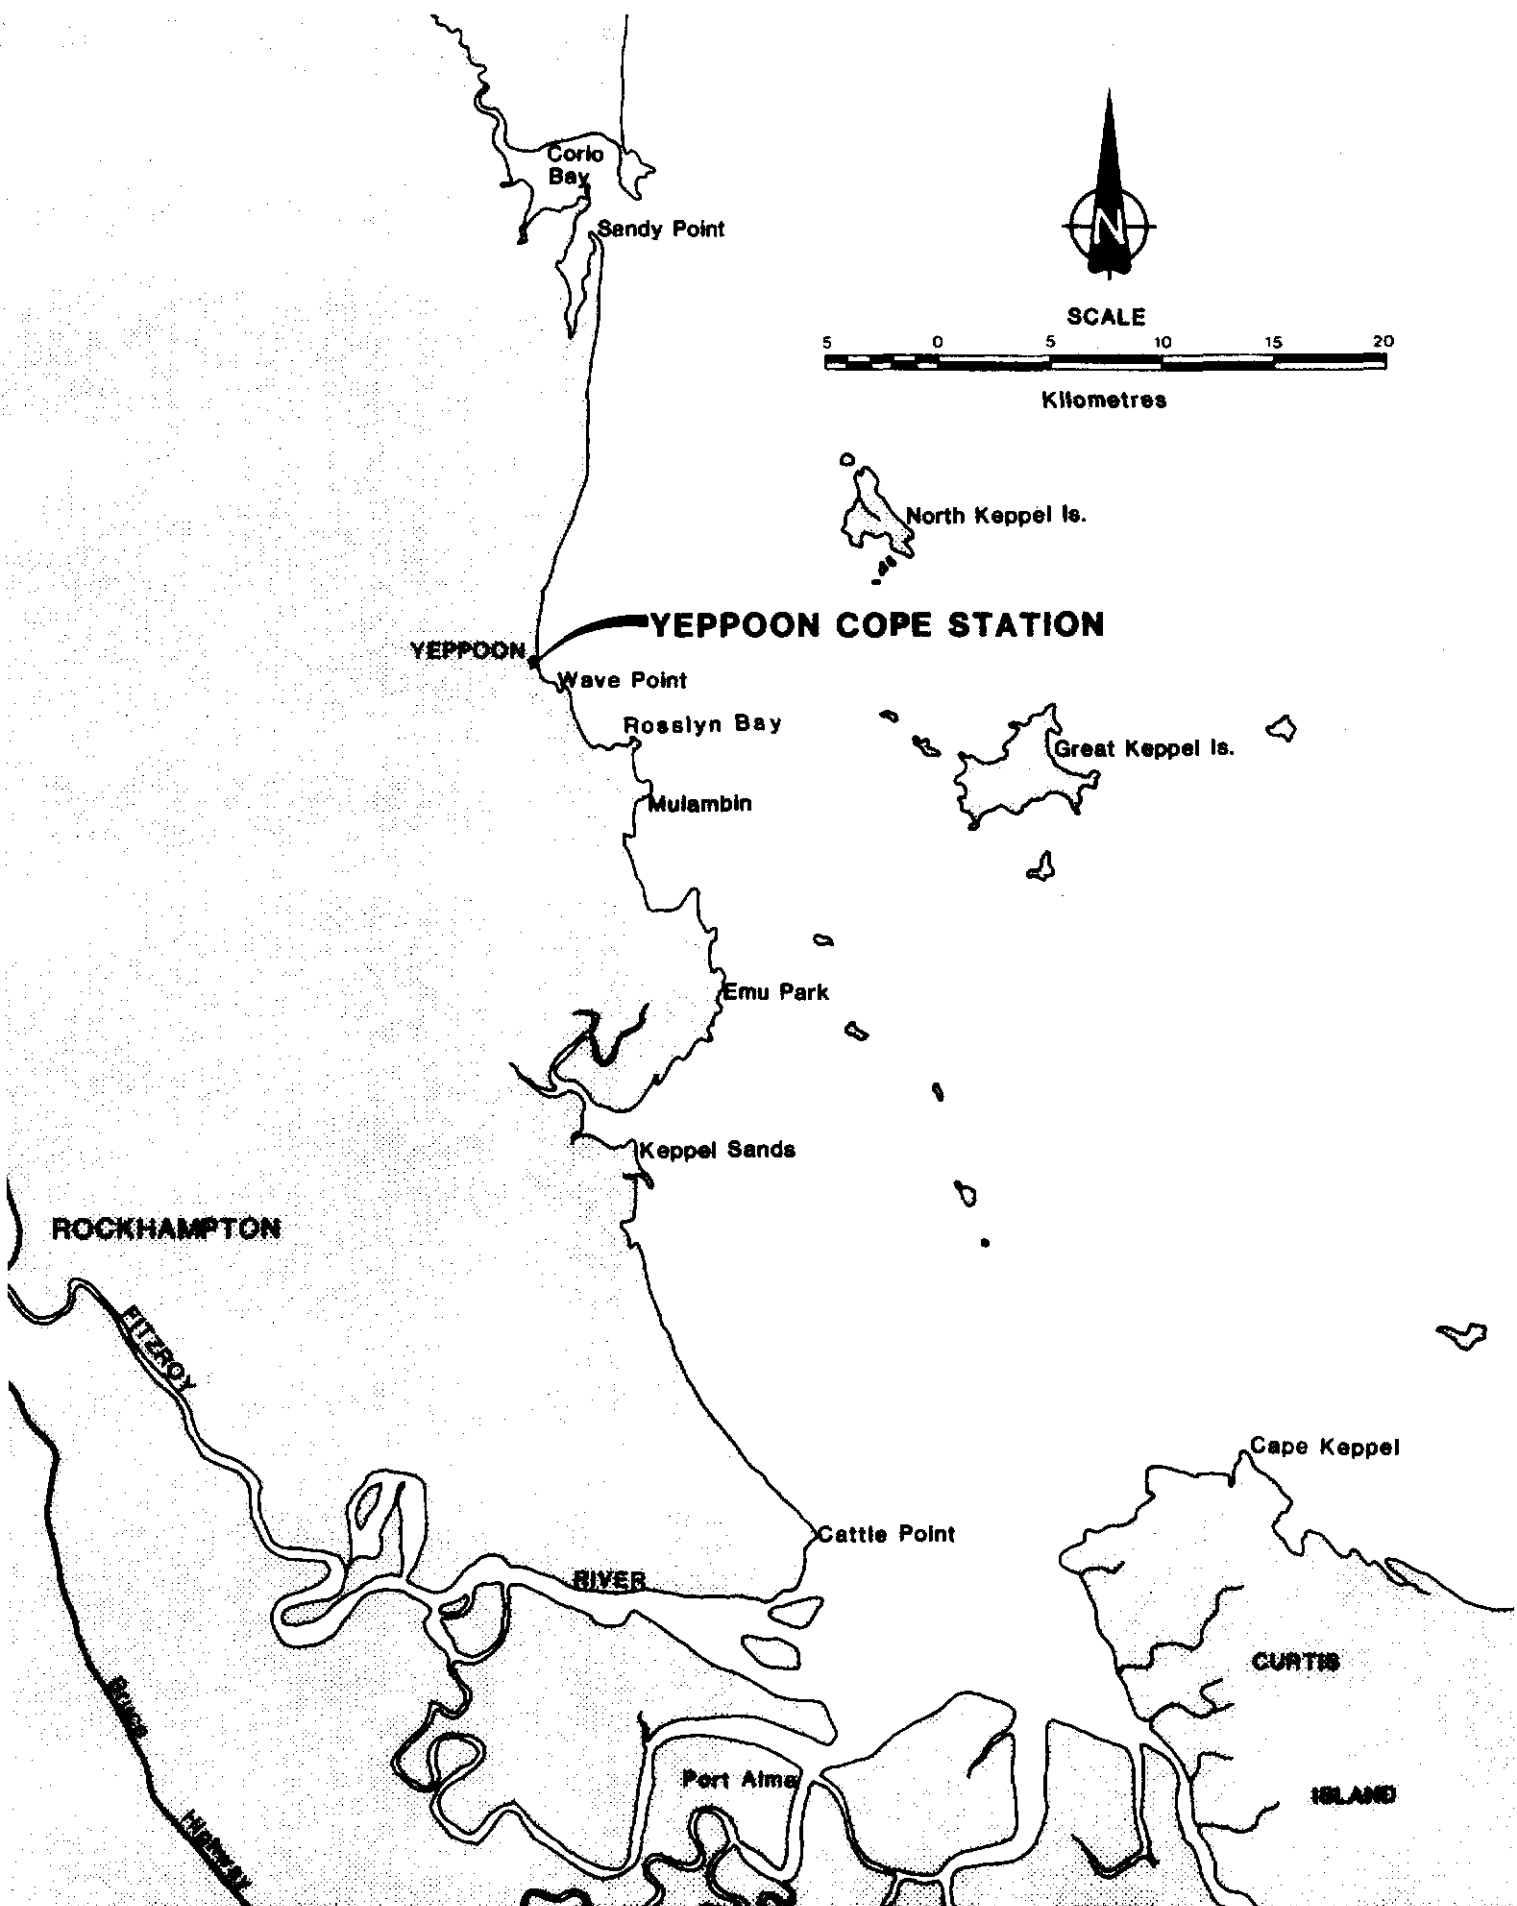 Corio
Bay
Sandy Point
N
SCALE
5 0 5 10 15 20
Kilometres
North Keppel Is.
YEPPOON COPE STATION
YEPPOON
Wave Point
Rosslyn Bay
Great Keppel Is.
Mulambin
Emu Park
Keppel Sands
ROCKHAMPTON
FITZROY
Cape Keppel
Cattle Point
RIVER
CURTIS
Bruce
Port Alma
ISLAND
Highway